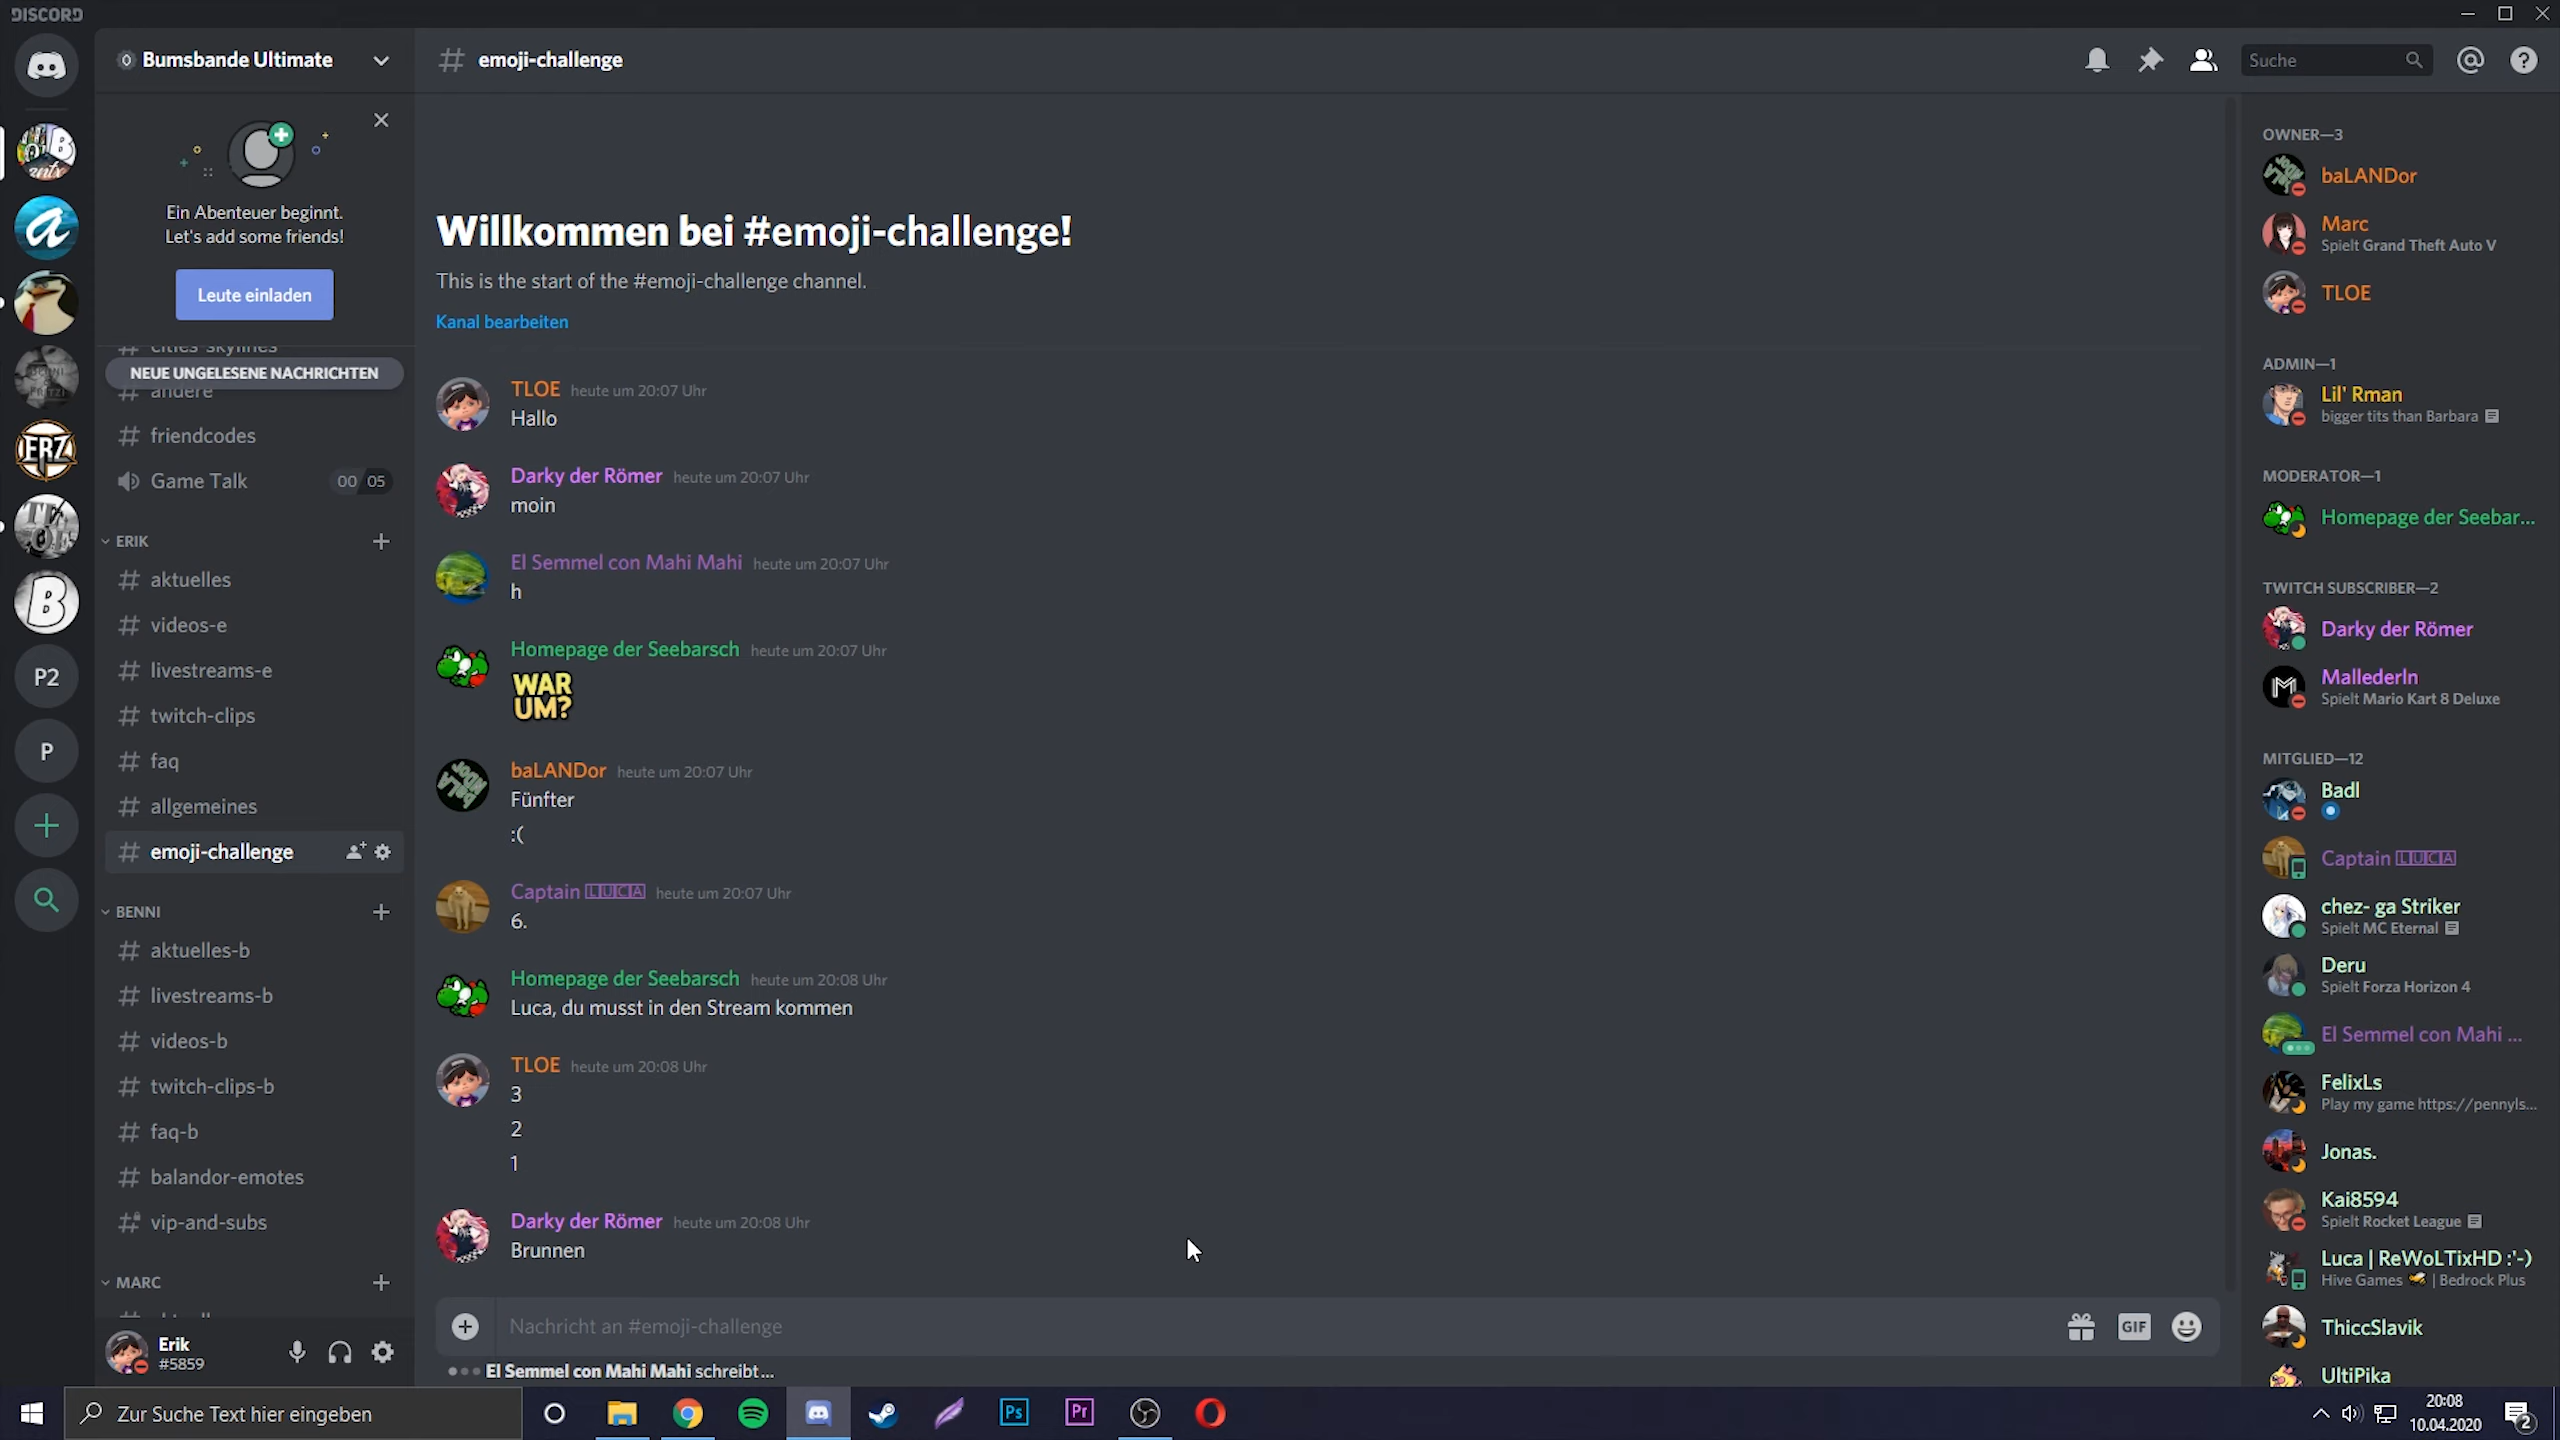 DISCORD
Bumsbande Ultimate
emoji-challenge
Suche
Ein Abenteuer beginnt.
Let's add some friends!
Leute einladen
cities-skylines
NEUE UNGELESENE NACHRICHTEN
andere
friendcodes
Game Talk 00 05
ERIK
aktuelles
videos-e
livestreams-e
twitch-clips
faq
allgemeines
emoji-challenge
BENNI
aktuelles-b
livestreams-b
videos-b
twitch-clips-b
faq-b
balandor-emotes
vip-and-subs
MARC
ERZ
B
P2
P
Erik
#5859
Willkommen bei #emoji-challenge!
This is the start of the #emoji-challenge channel.
Kanal bearbeiten
TLOE heute um 20:07 Uhr
Hallo
Darky der Römer heute um 20:07 Uhr
moin
El Semmel con Mahi Mahi heute um 20:07 Uhr
h
Homepage der Seebarsch heute um 20:07 Uhr
WAR
UM?
baLANDor heute um 20:07 Uhr
Fünfter
:(
Captain 🄻🅄🄲🄰 heute um 20:07 Uhr
6.
Homepage der Seebarsch heute um 20:08 Uhr
Luca, du musst in den Stream kommen
TLOE heute um 20:08 Uhr
3
2
1
Darky der Römer heute um 20:08 Uhr
Brunnen
Nachricht an #emoji-challenge
GIF
El Semmel con Mahi Mahi schreibt...
OWNER—3
baLANDor
Marc
Spielt Grand Theft Auto V
TLOE
ADMIN—1
Lil' Rman
bigger tits than Barbara
MODERATOR—1
Homepage der Seebar...
TWITCH SUBSCRIBER—2
Darky der Römer
Mallederln
Spielt Mario Kart 8 Deluxe
MITGLIED—12
Badl
Captain 🄻🅄🄲🄰
chez- ga Striker
Spielt MC Eternal
Deru
Spielt Forza Horizon 4
El Semmel con Mahi ...
FelixLs
Play my game https://pennyls...
Jonas.
Kai8594
Spielt Rocket League
Luca | ReWoLTixHD :'-)
Hive Games 🐝 | Bedrock Plus
ThiccSlavik
UltiPika
Zur Suche Text hier eingeben
Ps
Pr
20:08
10.04.2020
2